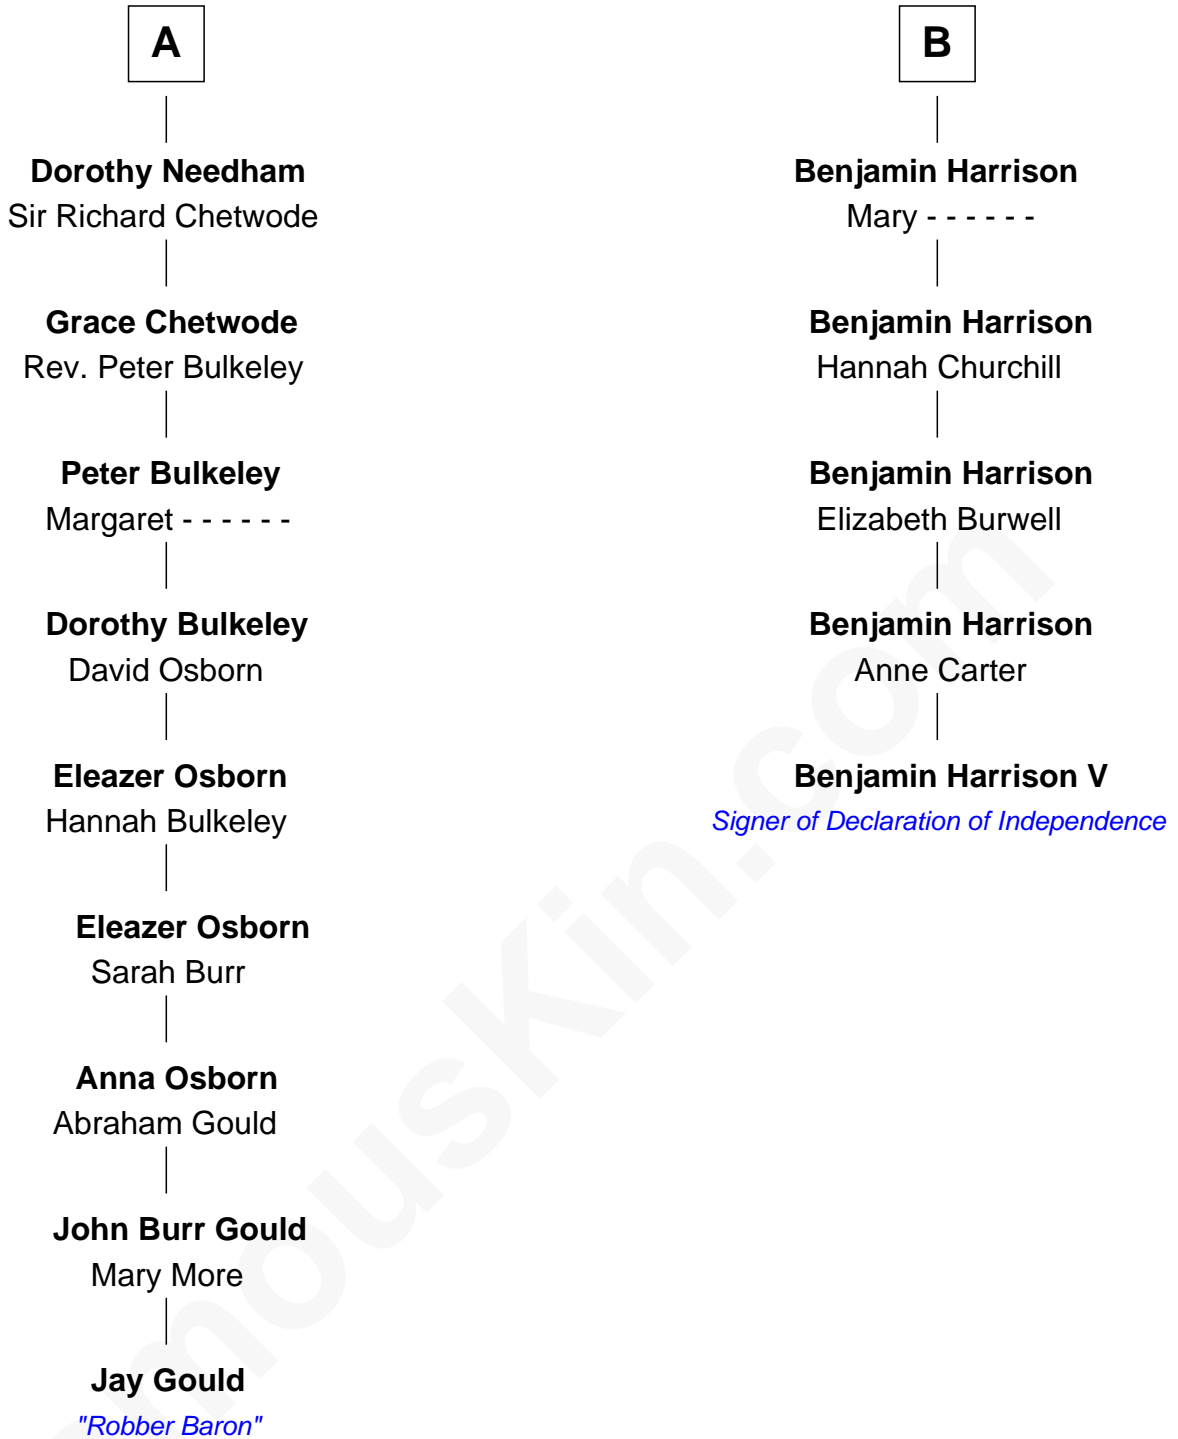 A
Dorothy Needham
Sir Richard Chetwode
Grace Chetwode
Rev. Peter Bulkeley
Peter Bulkeley
Margaret - - - - - -
Dorothy Bulkeley
David Osborn
Eleazer Osborn
Hannah Bulkeley
Eleazer Osborn
Sarah Burr
Anna Osborn
Abraham Gould
John Burr Gould
Mary More
Jay Gould
"Robber Baron"
B
Benjamin Harrison
Mary - - - - - -
Benjamin Harrison
Hannah Churchill
Benjamin Harrison
Elizabeth Burwell
Benjamin Harrison
Anne Carter
Benjamin Harrison V
Signer of Declaration of Independence
mousKin.com